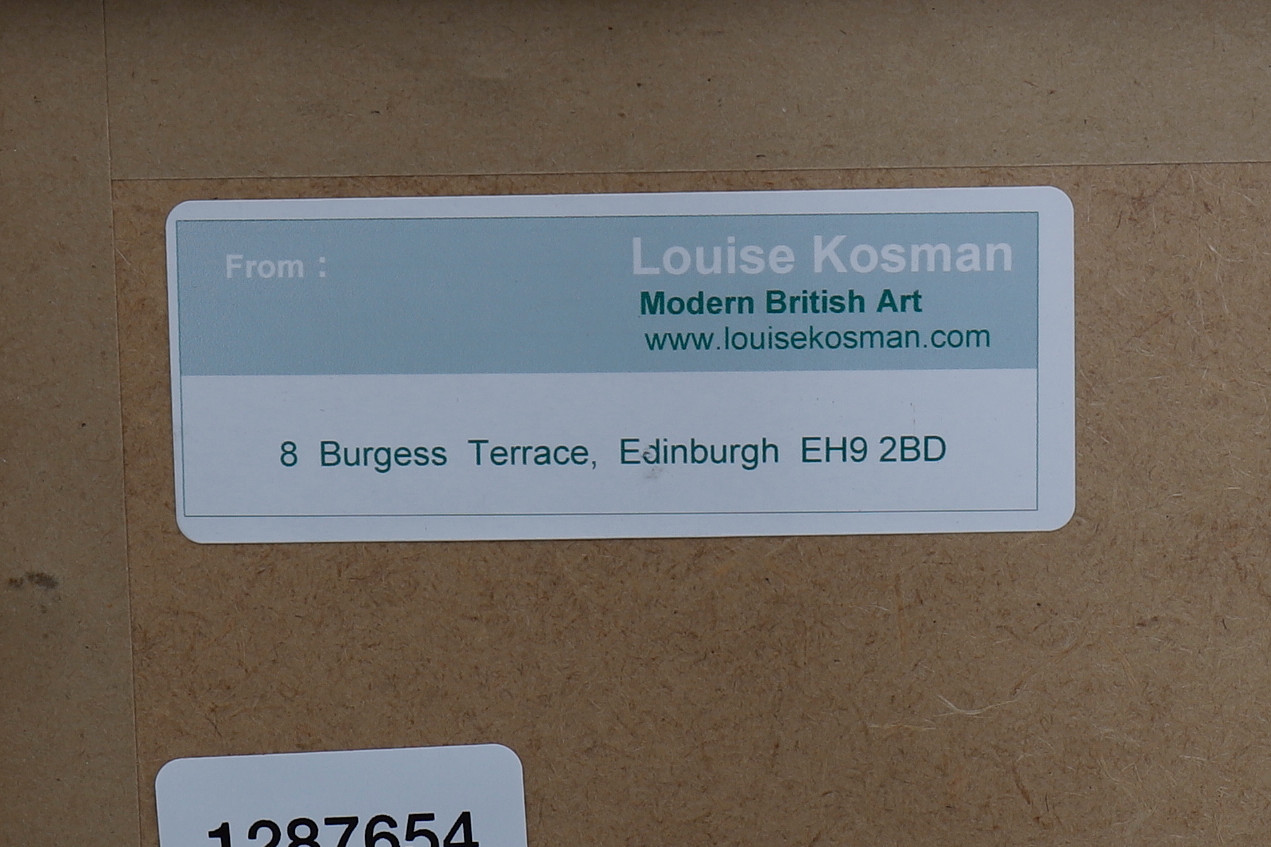 From :
Louise Kosman
Modern British Art
www.louisekosman.com
8 Burgess Terrace, Edinburgh EH9 2BD
1287654